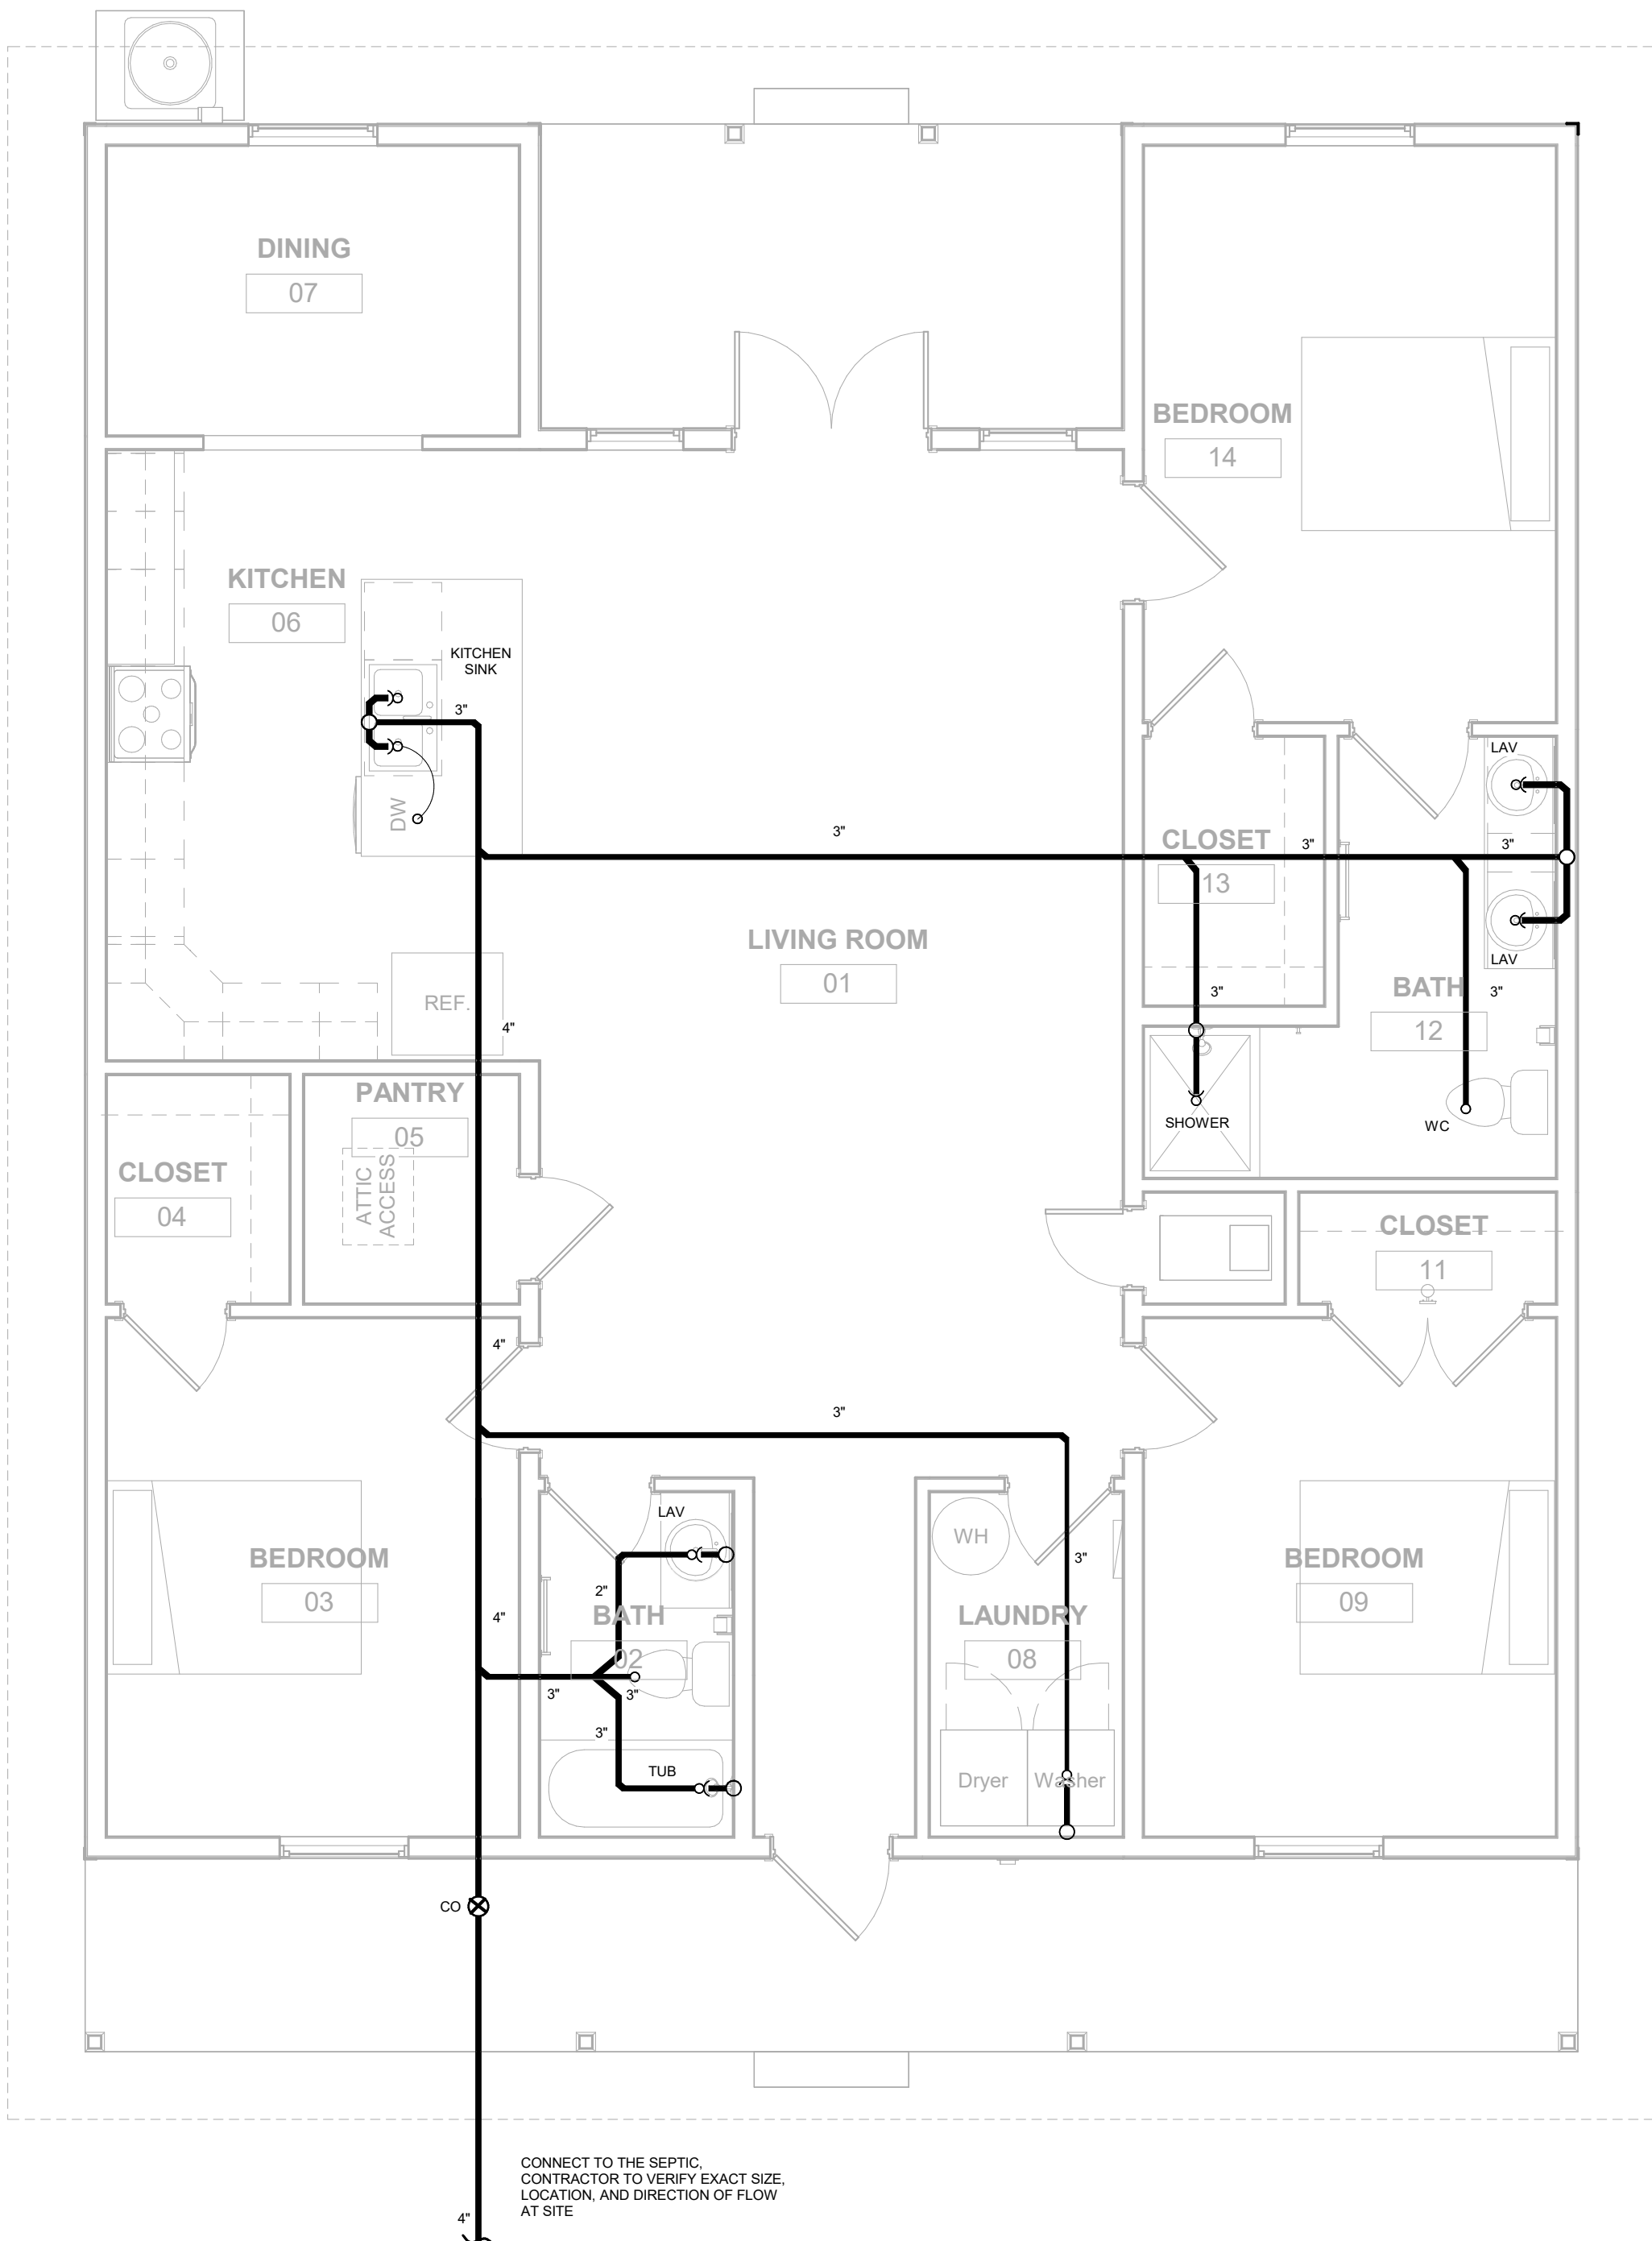 DINING
07
BEDROOM
14
KITCHEN
06
KITCHEN
SINK
3"
LAV
DW
3"
CLOSET
13
3"
3"
LIVING ROOM
01
LAV
BATH
12
3"
3"
REF.
4"
PANTRY
05
SHOWER
WC
CLOSET
04
ATTIC
ACCESS
CLOSET
11
4"
3"
LAV
WH
BEDROOM
03
2"
BATH
02
4"
3"
LAUNDRY
08
BEDROOM
09
3"
3"
3"
TUB
Dryer
Washer
CO
CONNECT TO THE SEPTIC,
CONTRACTOR TO VERIFY EXACT SIZE,
LOCATION, AND DIRECTION OF FLOW
AT SITE
4"